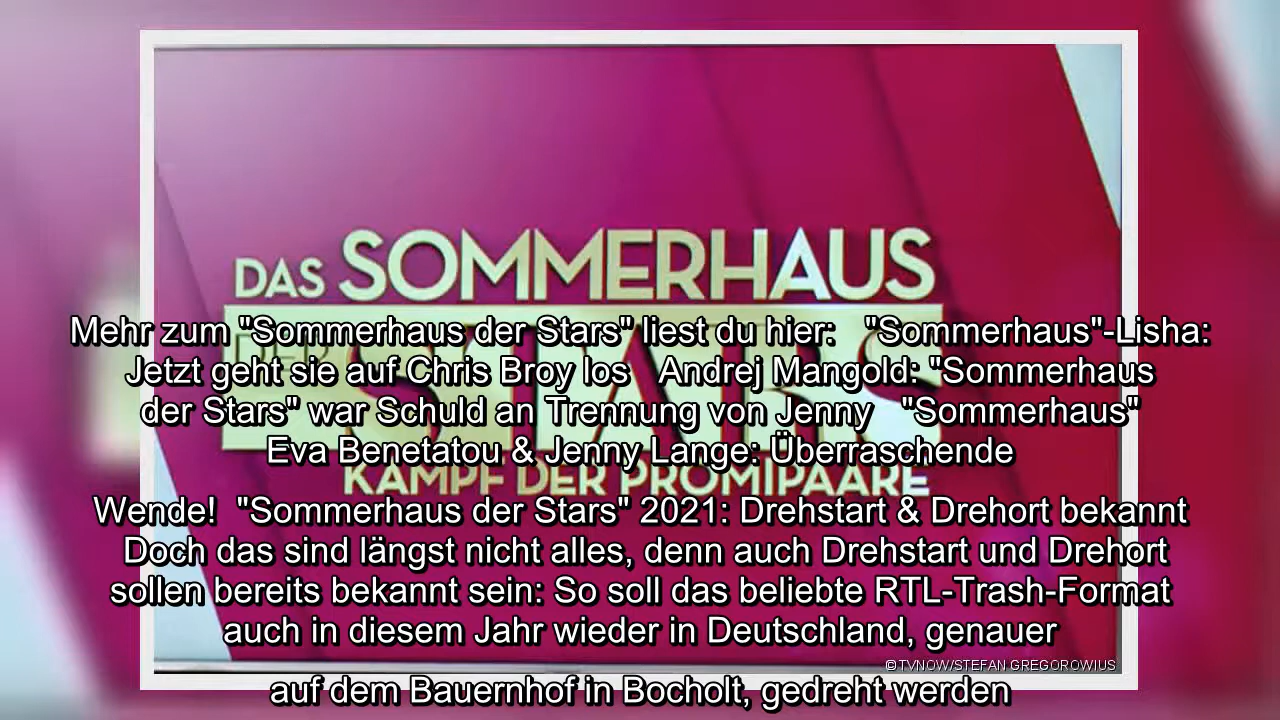 DAS SOMMERHAUS
DER STARS
KAMPF DER PROMIPAARE
Mehr zum "Sommerhaus der Stars" liest du hier: "Sommerhaus"-Lisha:
Jetzt geht sie auf Chris Broy los Andrej Mangold: "Sommerhaus
der Stars" war Schuld an Trennung von Jenny "Sommerhaus"
Eva Benetatou & Jenny Lange: Überraschende
Wende! "Sommerhaus der Stars" 2021: Drehstart & Drehort bekannt
Doch das sind längst nicht alles, denn auch Drehstart und Drehort
sollen bereits bekannt sein: So soll das beliebte RTL-Trash-Format
auch in diesem Jahr wieder in Deutschland, genauer
©TVNOW/STEFAN GREGOROWIUS
auf dem Bauernhof in Bocholt, gedreht werden